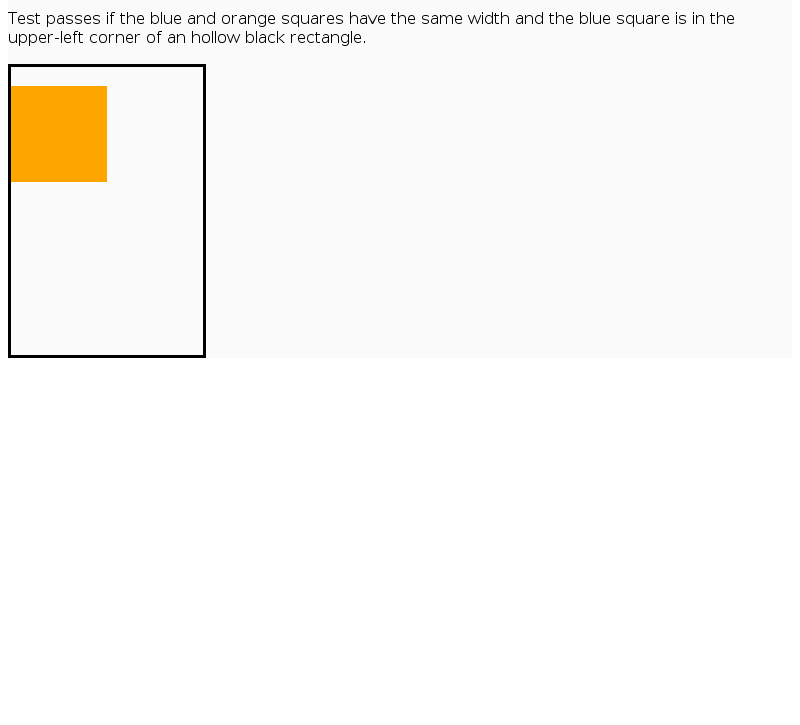 Test passes if the blue and orange squares have the same width and the blue square is in the
upper-left corner of an hollow black rectangle.